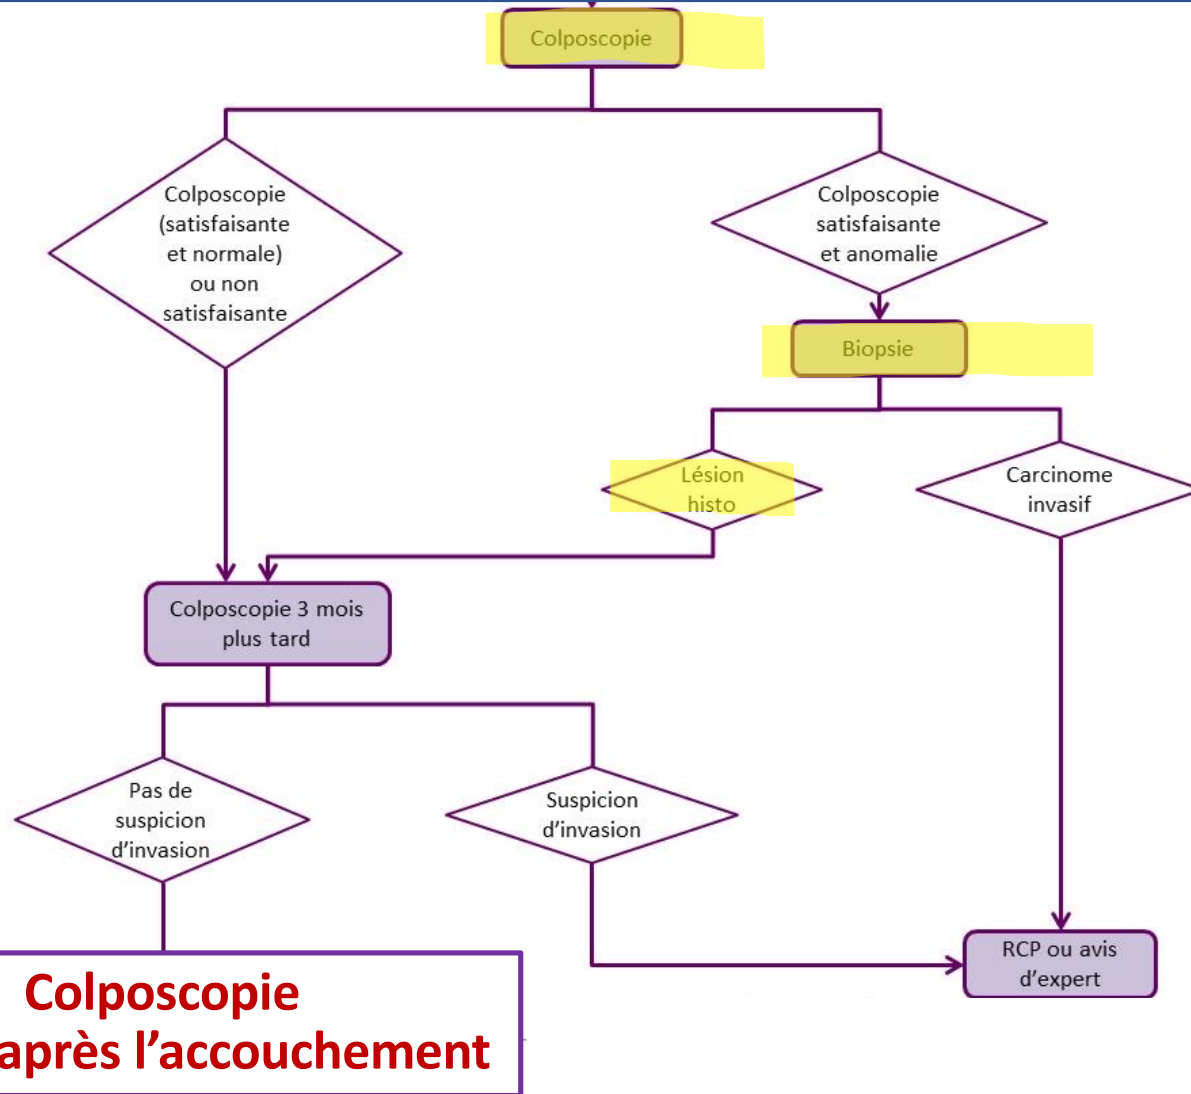 Colposcopie
Colposcopie
(satisfaisante
et normale)
ou non
satisfaisante
Colposcopie
satisfaisante
et anomalie
Biopsie
Lésion
histo
Carcinome
invasif
Colposcopie 3 mois
plus tard
Pas de
suspicion
d'invasion
Suspicion
d'invasion
RCP ou avis
d'expert
Colposcopie
après l'accouchement